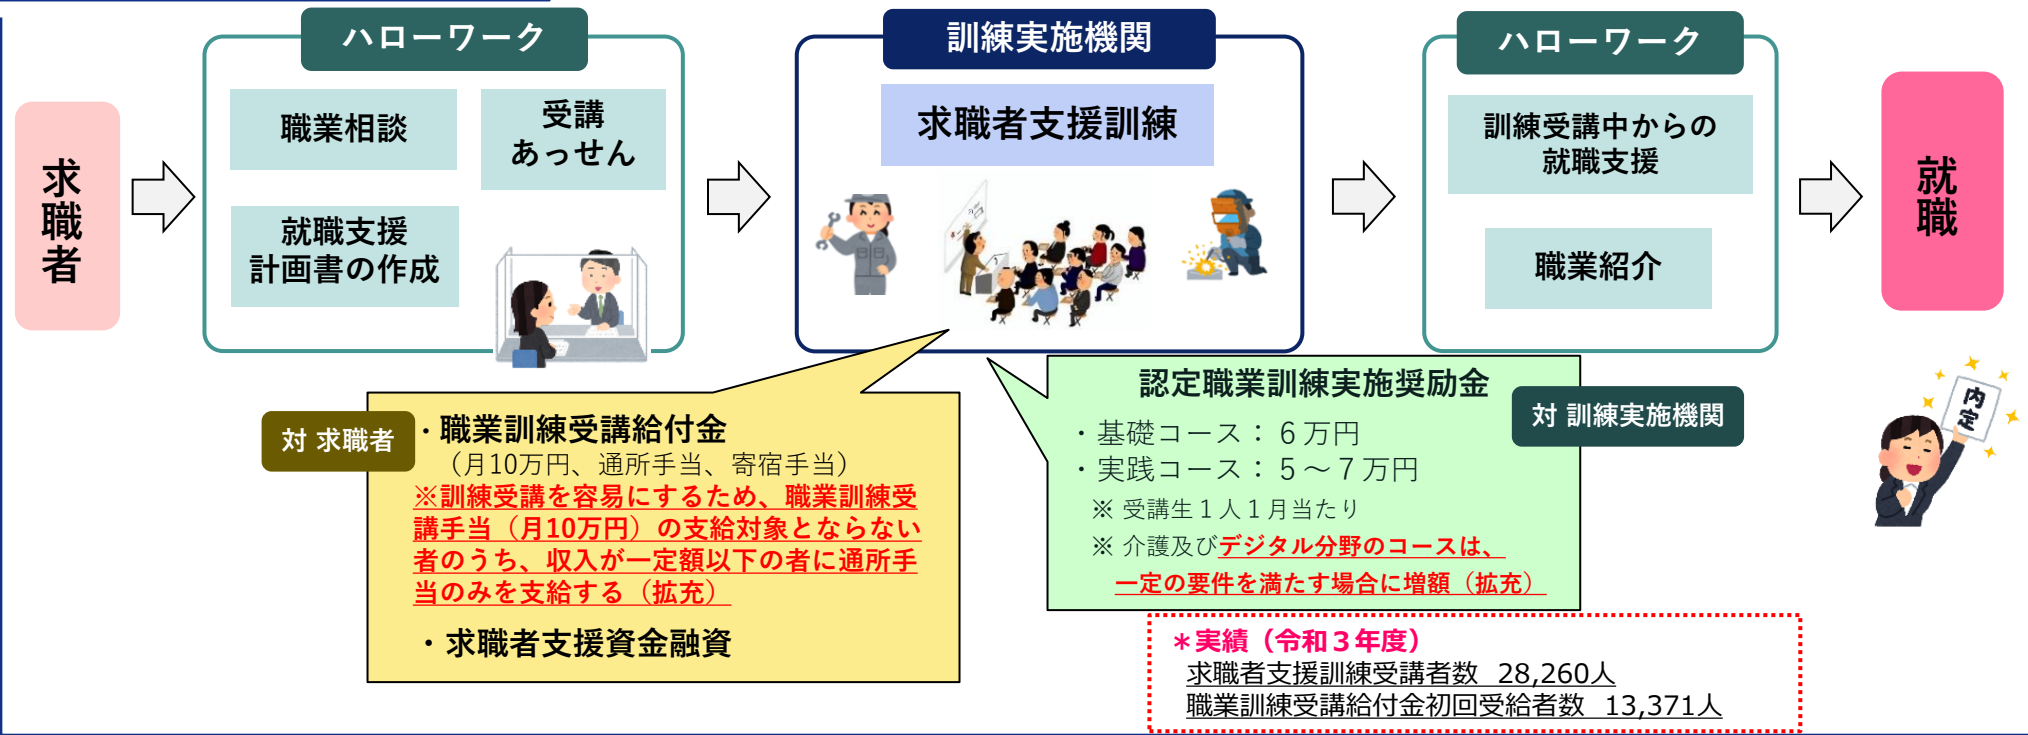 求職者
ハローワーク
職業相談
受講
あっせん
就職支援
計画書の作成
訓練実施機関
求職者支援訓練
ハローワーク
訓練受講中からの
就職支援
職業紹介
就職
内定
対 求職者
・職業訓練受講給付金
（月10万円、通所手当、寄宿手当）
※訓練受講を容易にするため、職業訓練受
講手当（月10万円）の支給対象とならない
者のうち、収入が一定額以下の者に通所手
当のみを支給する（拡充）
・求職者支援資金融資
認定職業訓練実施奨励金
対 訓練実施機関
・基礎コース：６万円
・実践コース：５～７万円
※ 受講生１人１月当たり
※ 介護及びデジタル分野のコースは、
一定の要件を満たす場合に増額（拡充）
＊実績（令和３年度）
求職者支援訓練受講者数 28,260人
職業訓練受講給付金初回受給者数 13,371人